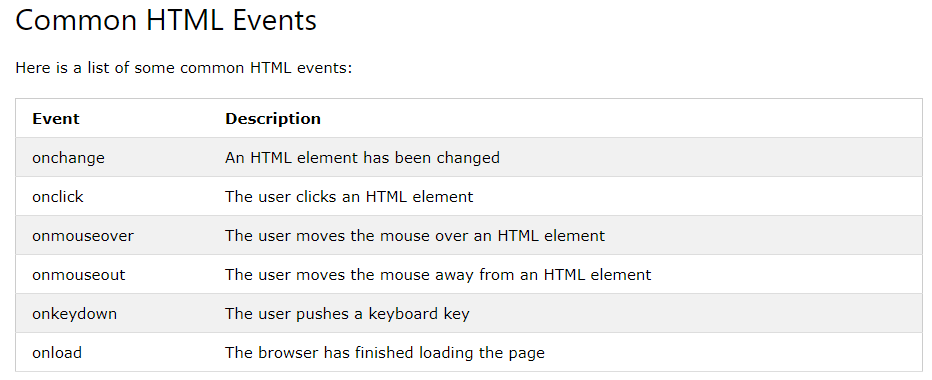 Common HTML Events
Here is a list of some common HTML events:
Event Description
onchange An HTML element has been changed
onclick The user clicks an HTML element
onmouseover The user moves the mouse over an HTML element
onmouseout The user moves the mouse away from an HTML element
onkeydown The user pushes a keyboard key
onload The browser has finished loading the page